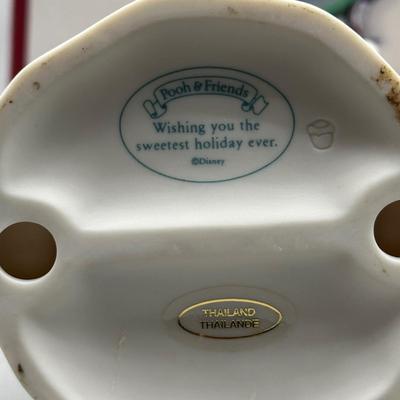 Pooh & Friends
Wishing you the
sweetest holiday ever.
©Disney
THAILAND
THAILANDE